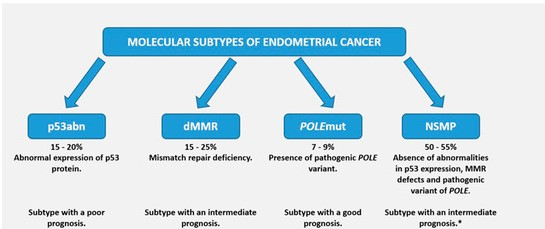 MOLECULAR SUBTYPES OF ENDOMETRIAL CANCER
p53abn
15 - 20%
Abnormal expression of p53
protein.
Subtype with a poor
prognosis.
dMMR
15 - 25%
Mismatch repair deficiency.
Subtype with an intermediate
prognosis.
POLEmut
7 - 9%
Presence of pathogenic POLE
variant.
Subtype with a good
prognosis.
NSMP
50 - 55%
Absence of abnormalities
in p53 expression, MMR
defects and pathogenic
variant of POLE.
Subtype with an intermediate
prognosis.*